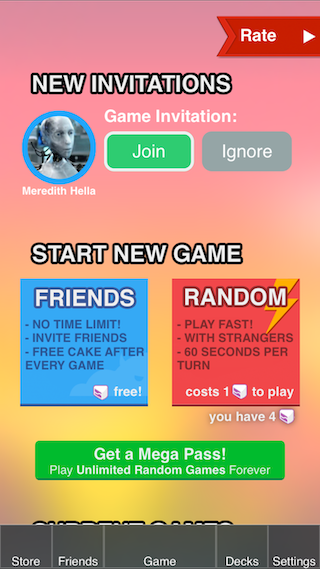 Rate
NEW INVITATIONS
Game Invitation:
Join
Ignore
Meredith Hella
START NEW GAME
FRIENDS
- NO TIME LIMIT!
- INVITE FRIENDS
- FREE CAKE AFTER
EVERY GAME
free!
RANDOM
- PLAY FAST!
- WITH STRANGERS
- 60 SECONDS PER
TURN
costs 1 to play
you have 4
Get a Mega Pass!
Play Unlimited Random Games Forever
CURRENT GAMES
Store
Friends
Game
Decks
Settings